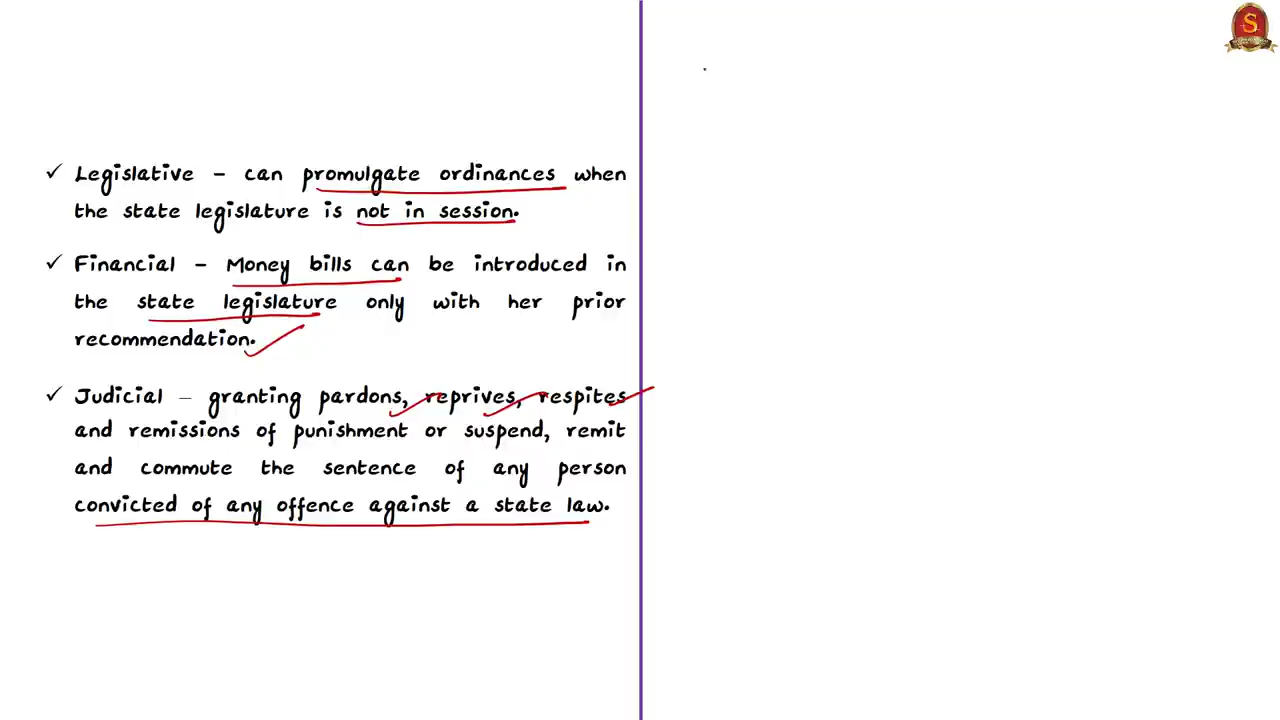 ✓ Legislative - can promulgate ordinances when
the state legislature is not in session.
✓ Financial - Money bills can be introduced in
the state legislature only with her prior
recommendation.
✓ Judicial – granting pardons, reprives, respites
and remissions of punishment or suspend, remit
and commute the sentence of any person
convicted of any offence against a state law.
S